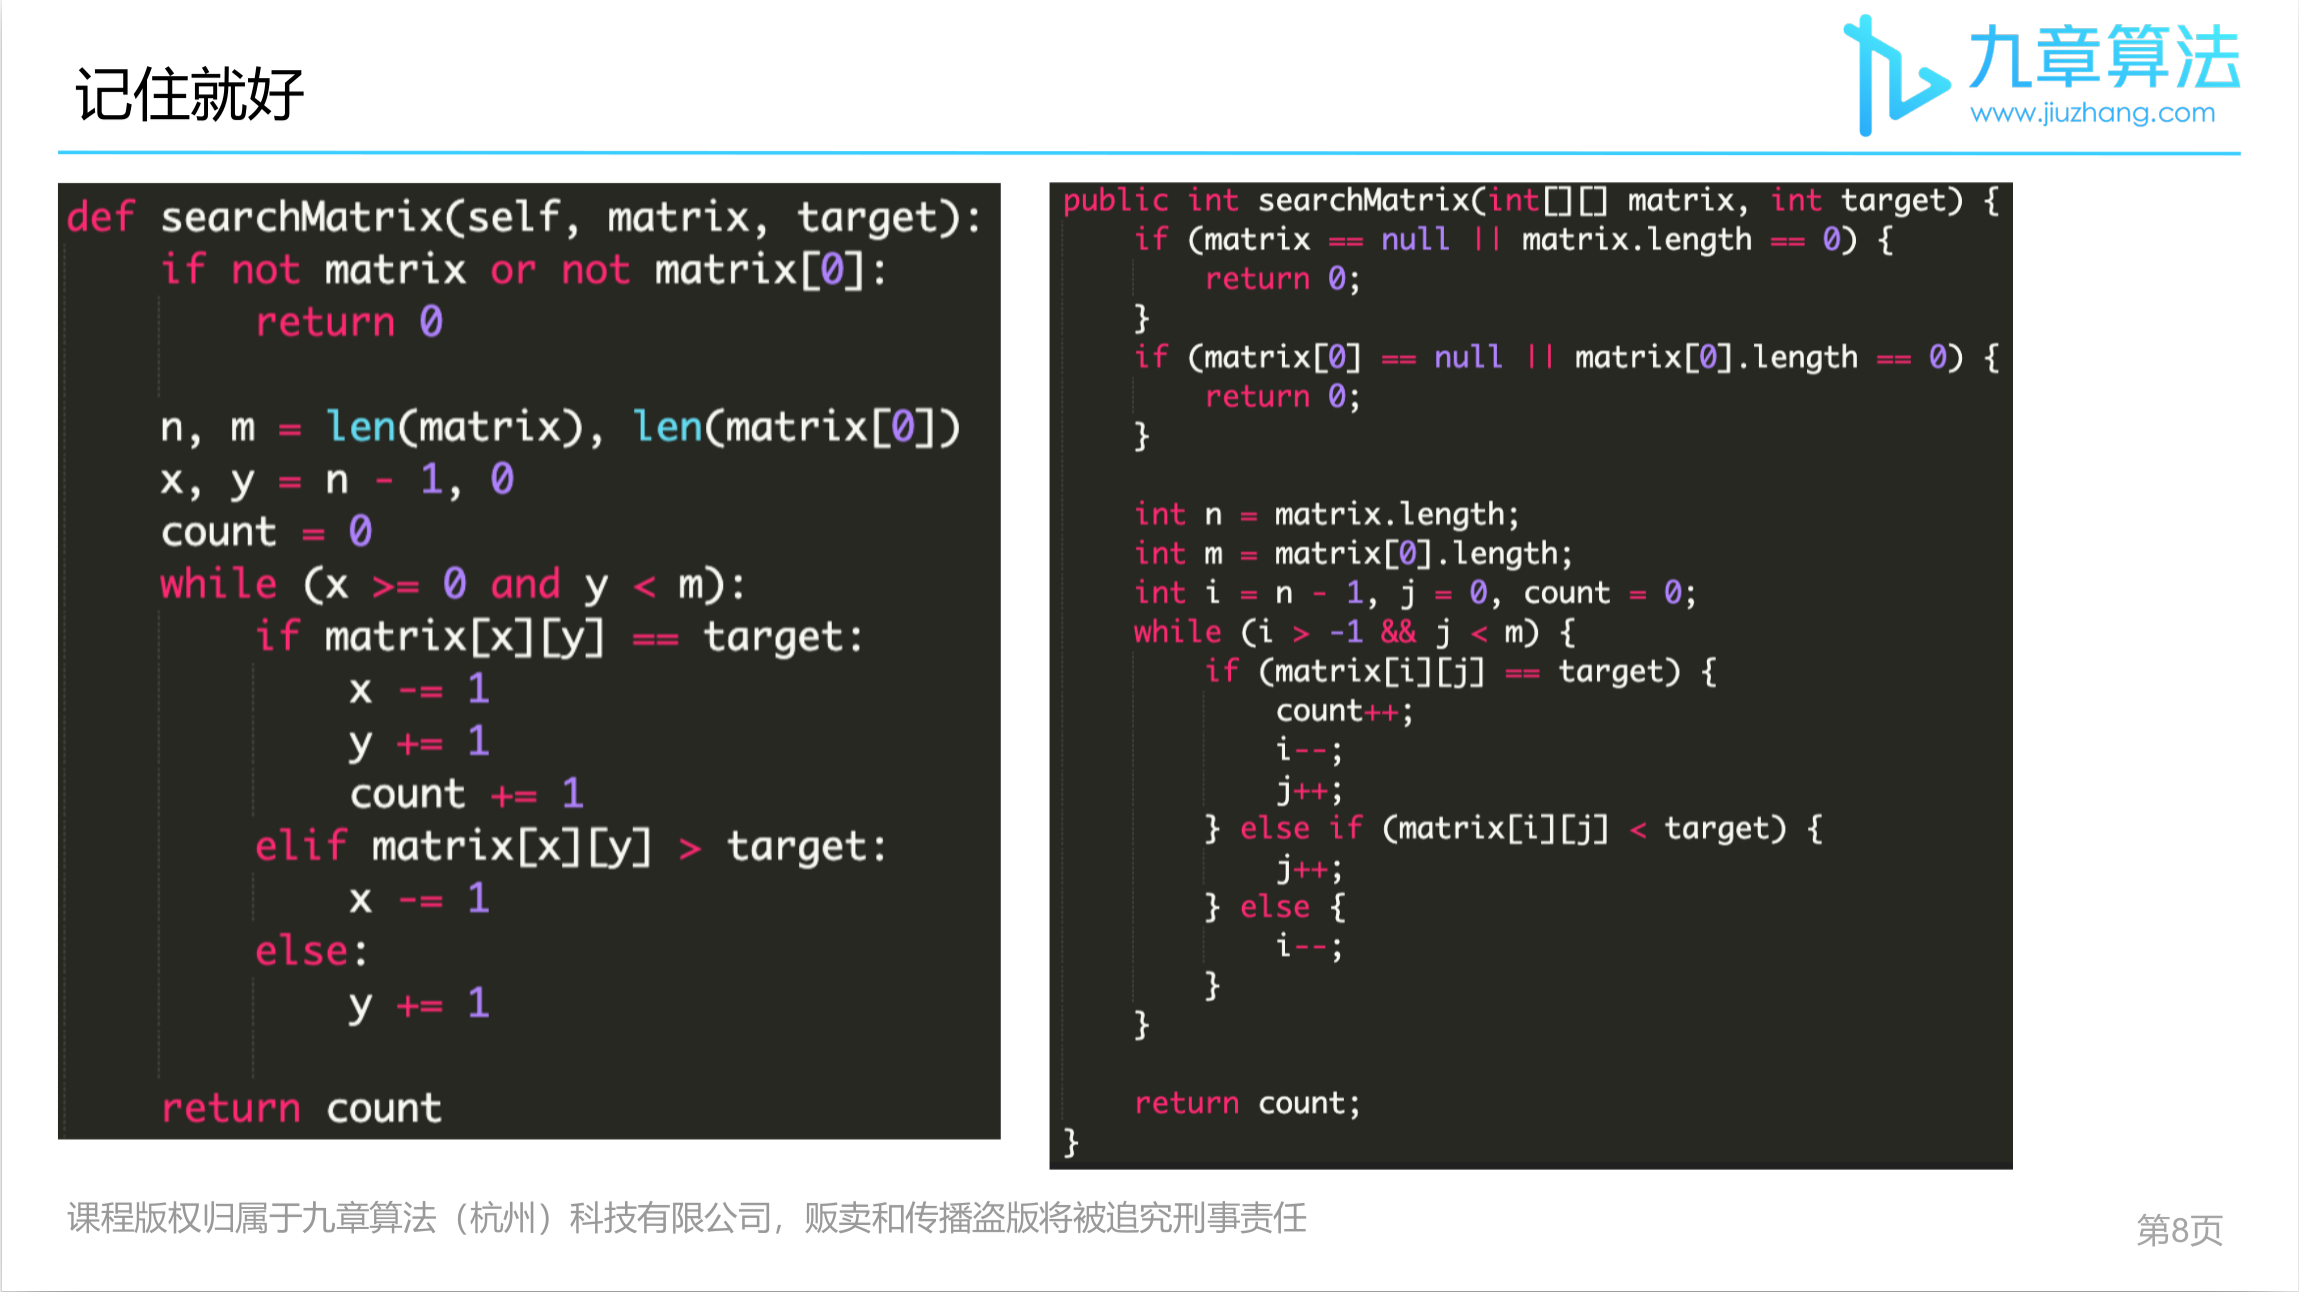 记住就好
九章算法
www.jiuzhang.com
def searchMatrix(self, matrix, target):
    if not matrix or not matrix[0]:
        return 0

    n, m = len(matrix), len(matrix[0])
    x, y = n - 1, 0
    count = 0
    while (x >= 0 and y < m):
        if matrix[x][y] == target:
            x -= 1
            y += 1
            count += 1
        elif matrix[x][y] > target:
            x -= 1
        else:
            y += 1

    return count
public int searchMatrix(int[][] matrix, int target) {
    if (matrix == null || matrix.length == 0) {
        return 0;
    }
    if (matrix[0] == null || matrix[0].length == 0) {
        return 0;
    }

    int n = matrix.length;
    int m = matrix[0].length;
    int i = n - 1, j = 0, count = 0;
    while (i > -1 && j < m) {
        if (matrix[i][j] == target) {
            count++;
            i--;
            j++;
        } else if (matrix[i][j] < target) {
            j++;
        } else {
            i--;
        }
    }

    return count;
}
课程版权归属于九章算法（杭州）科技有限公司，贩卖和传播盗版将被追究刑事责任
第8页